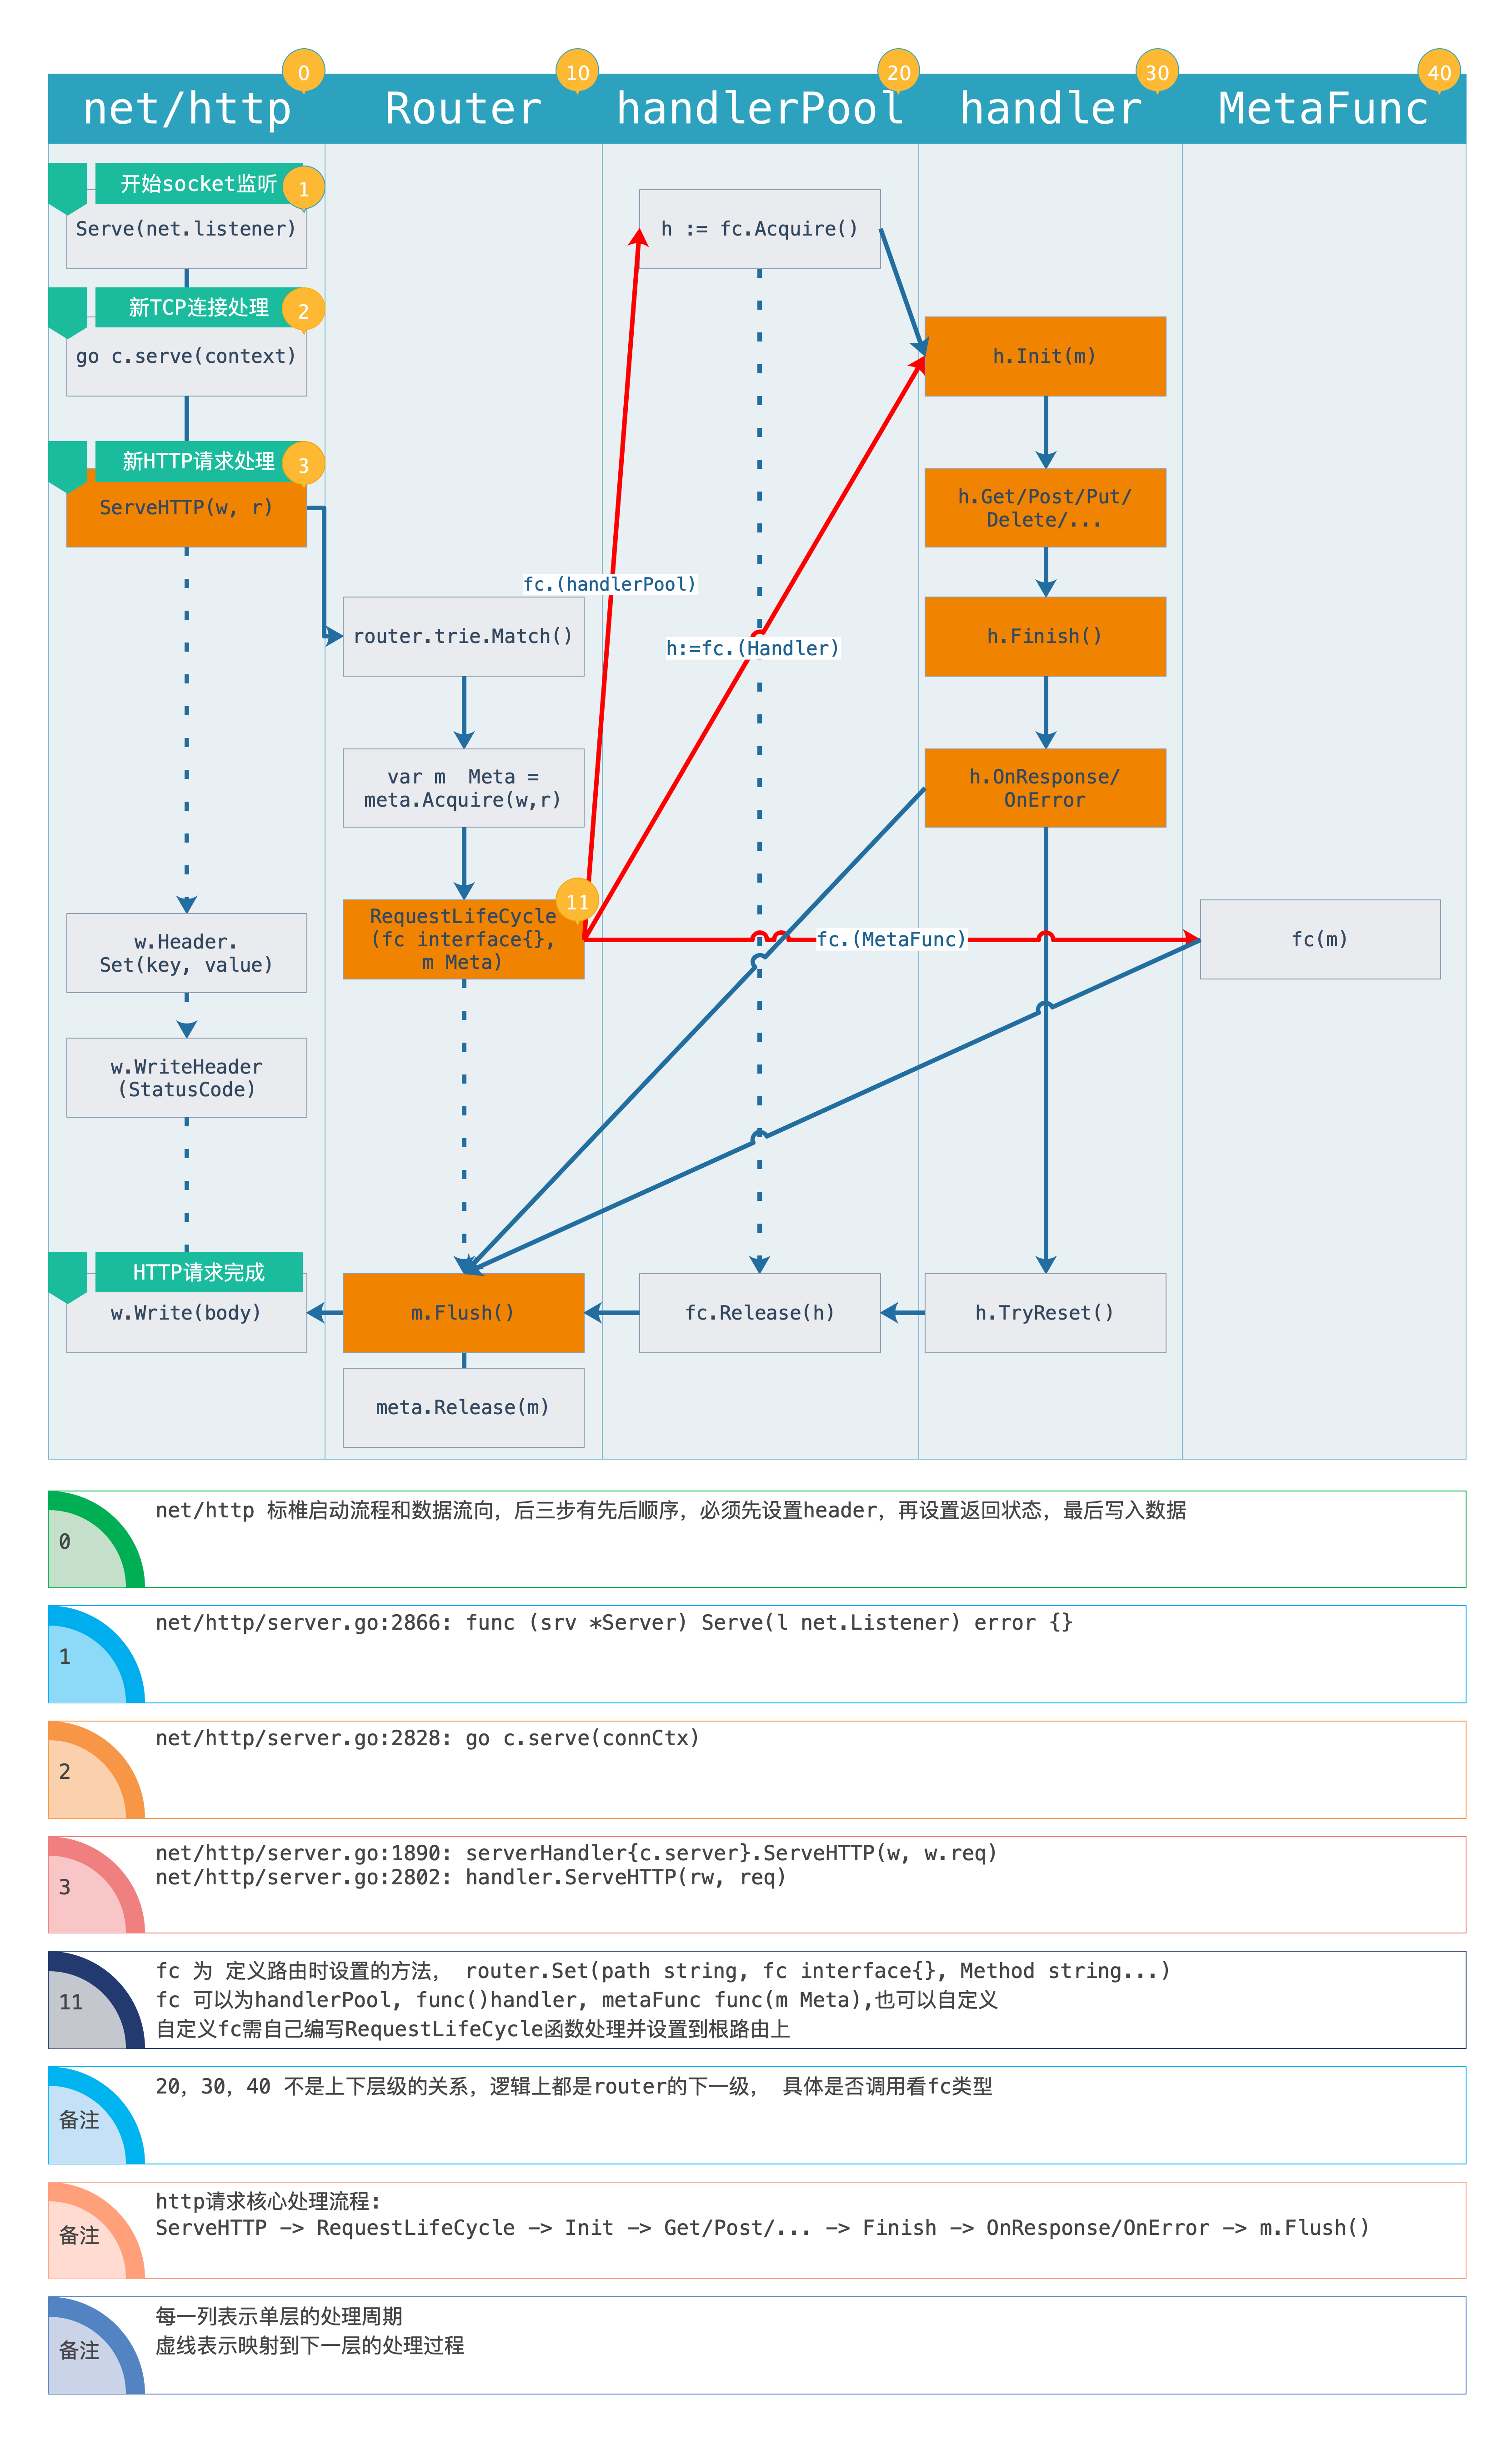 0
10
20
30
40
net/http
Router
handlerPool
handler
MetaFunc
开始socket监听
1
Serve(net.listener)
h := fc.Acquire()
新TCP连接处理
2
go c.serve(context)
h.Init(m)
新HTTP请求处理
3
ServeHTTP(w, r)
h.Get/Post/Put/
Delete/...
fc.(handlerPool)
router.trie.Match()
h:=fc.(Handler)
h.Finish()
var m  Meta =
meta.Acquire(w,r)
h.OnResponse/
OnError
11
RequestLifeCycle
(fc interface{},
m Meta)
fc.(MetaFunc)
fc(m)
w.Header.
Set(key, value)
w.WriteHeader
(StatusCode)
HTTP请求完成
w.Write(body)
m.Flush()
fc.Release(h)
h.TryReset()
meta.Release(m)
0
net/http 标椎启动流程和数据流向，后三步有先后顺序，必须先设置header，再设置返回状态，最后写入数据
1
net/http/server.go:2866: func (srv *Server) Serve(l net.Listener) error {}
2
net/http/server.go:2828: go c.serve(connCtx)
3
net/http/server.go:1890: serverHandler{c.server}.ServeHTTP(w, w.req)
net/http/server.go:2802: handler.ServeHTTP(rw, req)
11
fc 为 定义路由时设置的方法， router.Set(path string, fc interface{}, Method string...)
fc 可以为handlerPool, func()handler, metaFunc func(m Meta),也可以自定义
自定义fc需自己编写RequestLifeCycle函数处理并设置到根路由上
备注
20，30，40 不是上下层级的关系，逻辑上都是router的下一级， 具体是否调用看fc类型
备注
http请求核心处理流程:
ServeHTTP —> RequestLifeCycle —> Init —> Get/Post/... —> Finish —> OnResponse/OnError —> m.Flush()
备注
每一列表示单层的处理周期
虚线表示映射到下一层的处理过程